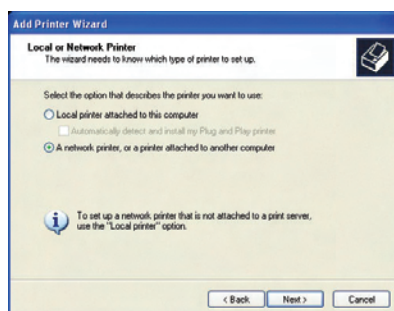 Add Printer Wizard
Local or Network Printer
The wizard needs to know which type of printer to set up.
Select the option that describes the printer you want to use:
Local printer attached to this computer
Automatically detect and install my Plug and Play printer
A network printer, or a printer attached to another computer
To set up a network printer that is not attached to a print server,
use the "Local printer" option.
< Back Next > Cancel